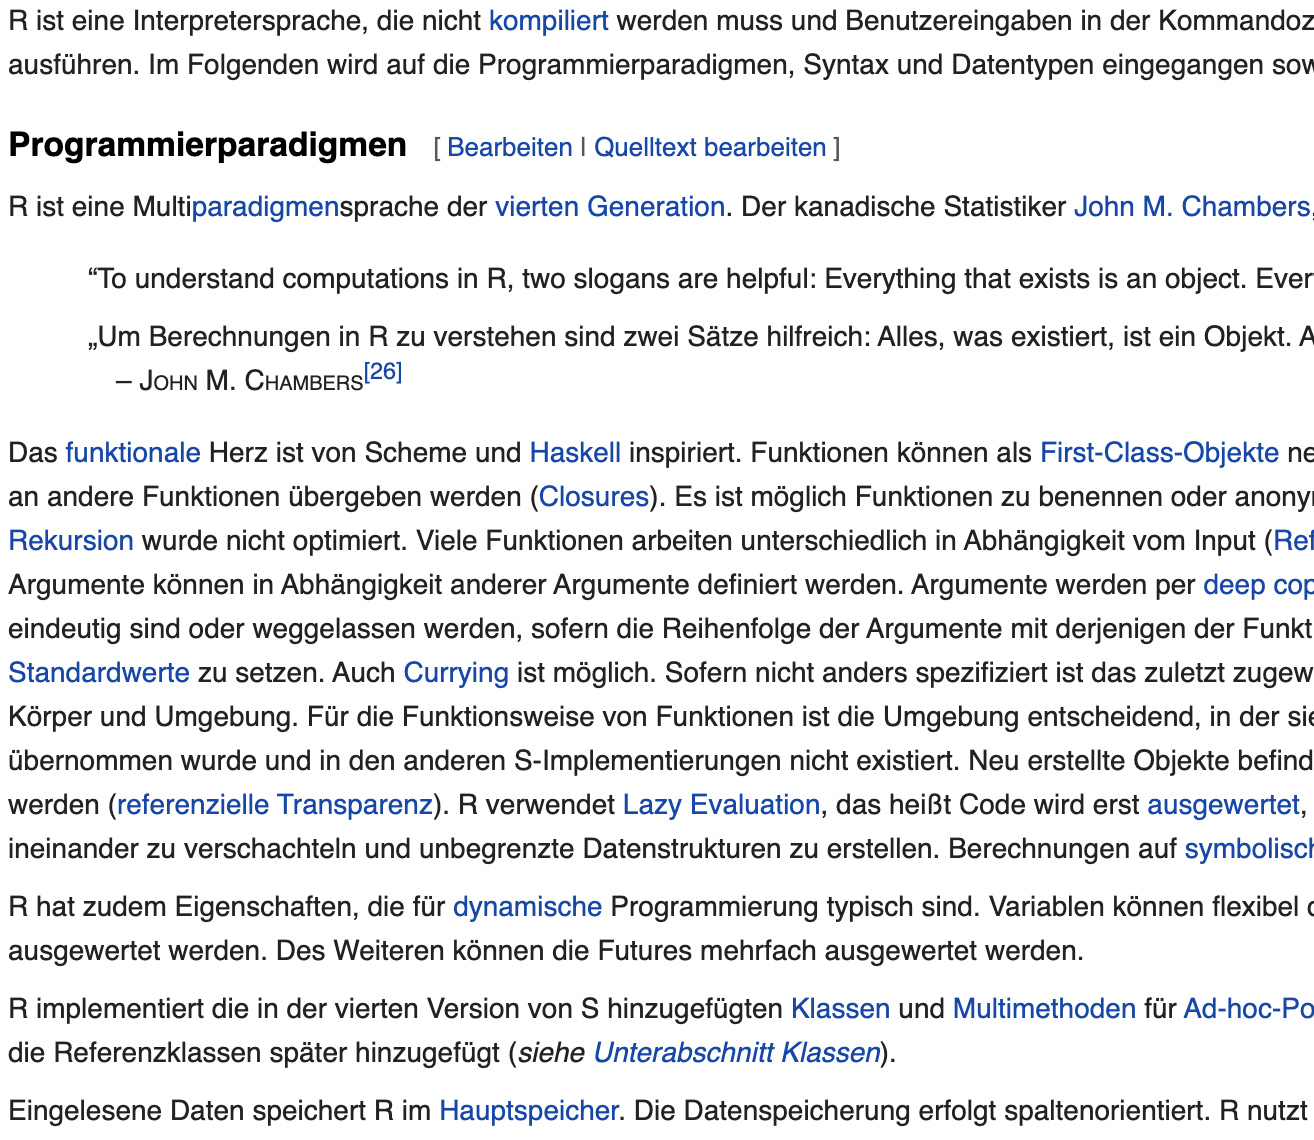 R ist eine Interpretersprache, die nicht kompiliert werden muss und Benutzereingaben in der Kommandoz
ausführen. Im Folgenden wird auf die Programmierparadigmen, Syntax und Datentypen eingegangen sow
Programmierparadigmen [ Bearbeiten | Quelltext bearbeiten ]
R ist eine Multiparadigmensprache der vierten Generation. Der kanadische Statistiker John M. Chambers,
“To understand computations in R, two slogans are helpful: Everything that exists is an object. Ever
„Um Berechnungen in R zu verstehen sind zwei Sätze hilfreich: Alles, was existiert, ist ein Objekt. A
– John M. Chambers[26]
Das funktionale Herz ist von Scheme und Haskell inspiriert. Funktionen können als First-Class-Objekte ne
an andere Funktionen übergeben werden (Closures). Es ist möglich Funktionen zu benennen oder anony
Rekursion wurde nicht optimiert. Viele Funktionen arbeiten unterschiedlich in Abhängigkeit vom Input (Ref
Argumente können in Abhängigkeit anderer Argumente definiert werden. Argumente werden per deep cop
eindeutig sind oder weggelassen werden, sofern die Reihenfolge der Argumente mit derjenigen der Funkt
Standardwerte zu setzen. Auch Currying ist möglich. Sofern nicht anders spezifiziert ist das zuletzt zugew
Körper und Umgebung. Für die Funktionsweise von Funktionen ist die Umgebung entscheidend, in der sie
übernommen wurde und in den anderen S-Implementierungen nicht existiert. Neu erstellte Objekte befind
werden (referenzielle Transparenz). R verwendet Lazy Evaluation, das heißt Code wird erst ausgewertet,
ineinander zu verschachteln und unbegrenzte Datenstrukturen zu erstellen. Berechnungen auf symbolisch
R hat zudem Eigenschaften, die für dynamische Programmierung typisch sind. Variablen können flexibel
ausgewertet werden. Des Weiteren können die Futures mehrfach ausgewertet werden.
R implementiert die in der vierten Version von S hinzugefügten Klassen und Multimethoden für Ad-hoc-Po
die Referenzklassen später hinzugefügt (siehe Unterabschnitt Klassen).
Eingelesene Daten speichert R im Hauptspeicher. Die Datenspeicherung erfolgt spaltenorientiert. R nutzt